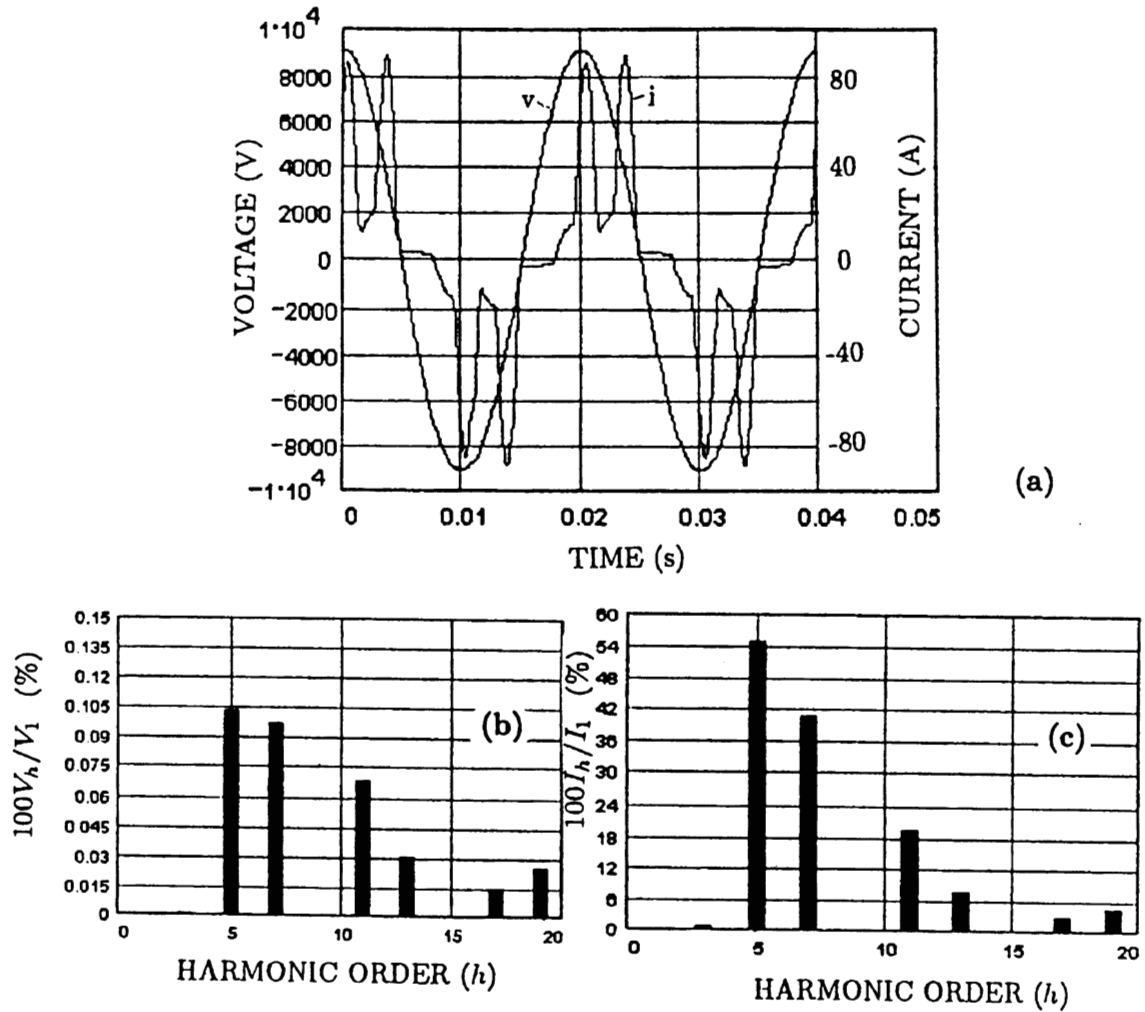 1·10⁴
8000
6000
4000
2000
0
−2000
−4000
−6000
−8000
−1·10⁴
VOLTAGE (V)
v
i
80
40
0
-40
-80
CURRENT (A)
0 0.01 0.02 0.03 0.04 0.05
TIME (s)
(a)
0.15
0.135
0.12
0.105
0.09
0.075
0.06
0.045
0.03
0.015
0
100V_h/V_1 (%)
(b)
0 5 10 15 20
HARMONIC ORDER (h)
60
54
48
42
36
30
24
18
12
6
0
100I_h/I_1 (%)
(c)
0 5 10 15 20
HARMONIC ORDER (h)